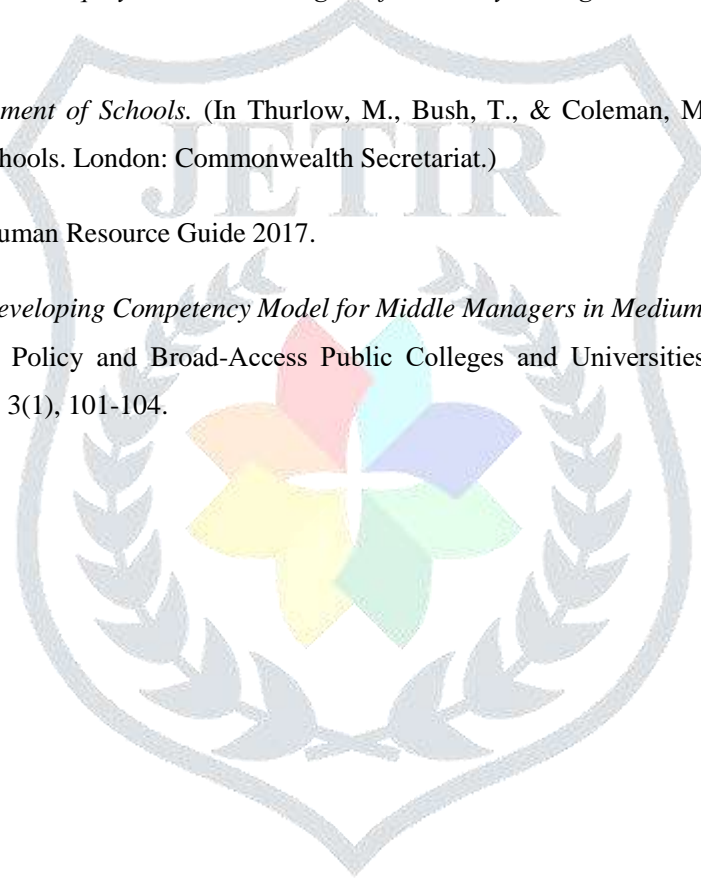 ement of Schools. (In Thurlow, M., Bush, T., & Coleman, M
hools. London: Commonwealth Secretariat.)
JETIR
uman Resource Guide 2017.
eveloping Competency Model for Middle Managers in Medium
Policy and Broad-Access Public Colleges and Universities
3(1), 101-104.